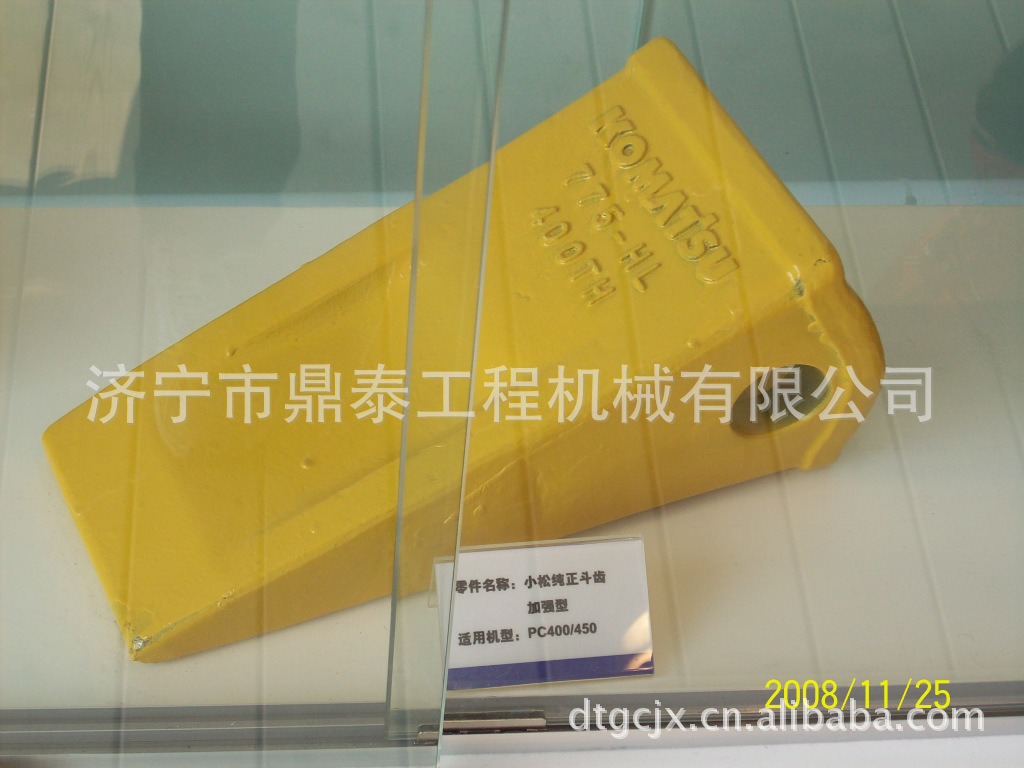 KOMATSU
775-HL
400TH
济宁市鼎泰工程机械有限公司
零件名称：小松纯正斗齿
加强型
适用机型：PC400/450
2008/11/25
dtgcjx.cn.alibaba.com